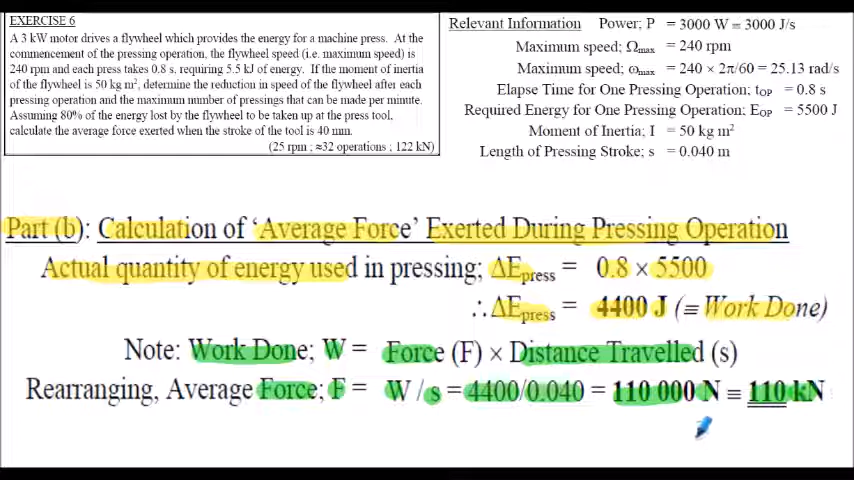 EXERCISE 6
A 3 kW motor drives a flywheel which provides the energy for a machine press. At the
commencement of the pressing operation, the flywheel speed (i.e. maximum speed) is
240 rpm and each press takes 0.8 s, requiring 5.5 kJ of energy. If the moment of inertia
of the flywheel is 50 kg m², determine the reduction in speed of the flywheel after each
pressing operation and the maximum number of pressings that can be made per minute.
Assuming 80% of the energy lost by the flywheel to be taken up at the press tool,
calculate the average force exerted when the stroke of the tool is 40 mm.
(25 rpm ; ≈32 operations ; 122 kN)
Relevant Information Power; P = 3000 W = 3000 J/s
Maximum speed; Ωmax = 240 rpm
Maximum speed; ωmax = 240 × 2π/60 = 25.13 rad/s
Elapse Time for One Pressing Operation; tOP = 0.8 s
Required Energy for One Pressing Operation; EOP = 5500 J
Moment of Inertia; I = 50 kg m²
Length of Pressing Stroke; s = 0.040 m
Part (b): Calculation of ‘Average Force’ Exerted During Pressing Operation
Actual quantity of energy used in pressing; ΔEpress = 0.8 × 5500
∴ ΔEpress = 4400 J (≡ Work Done)
Note: Work Done; W = Force (F) × Distance Travelled (s)
Rearranging, Average Force; F = W / s = 4400/0.040 = 110 000 N ≡ 110 kN